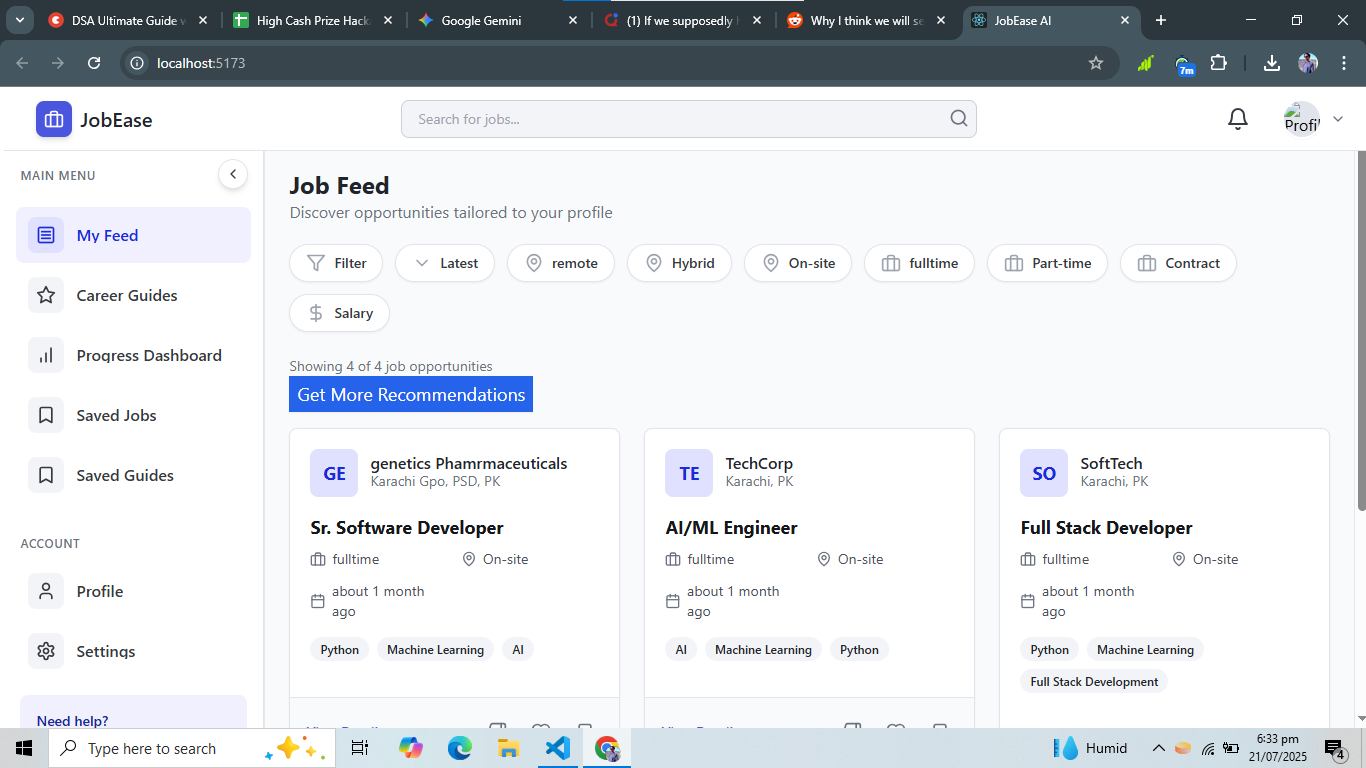 DSA Ultimate Guide
High Cash Prize Hack
Google Gemini
(1) If we supposedly
Why I think we will se
JobEase AI
localhost:5173
7m
JobEase
Search for jobs...
Profil
MAIN MENU
My Feed
Career Guides
Progress Dashboard
Saved Jobs
Saved Guides
ACCOUNT
Profile
Settings
Need help?
Job Feed
Discover opportunities tailored to your profile
Filter
Latest
remote
Hybrid
On-site
fulltime
Part-time
Contract
Salary
Showing 4 of 4 job opportunities
Get More Recommendations
GE
genetics Phamrmaceuticals
Karachi Gpo, PSD, PK
Sr. Software Developer
fulltime
On-site
about 1 month
ago
Python
Machine Learning
AI
TE
TechCorp
Karachi, PK
AI/ML Engineer
fulltime
On-site
about 1 month
ago
AI
Machine Learning
Python
SO
SoftTech
Karachi, PK
Full Stack Developer
fulltime
On-site
about 1 month
ago
Python
Machine Learning
Full Stack Development
Type here to search
Humid
6:33 pm
21/07/2025
4